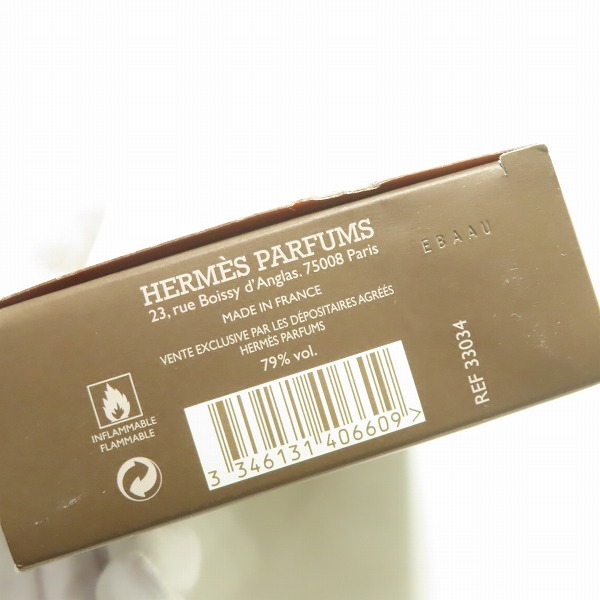 HERMÈS PARFUMS
23, rue Boissy d'Anglas. 75008 Paris
MADE IN FRANCE
VENTE EXCLUSIVE PAR LES DÉPOSITAIRES AGRÉÉS
HERMÈS PARFUMS
79% vol.
EBAAU
REF 33034
INFLAMMABLE
FLAMMABLE
3 346131 406609 >